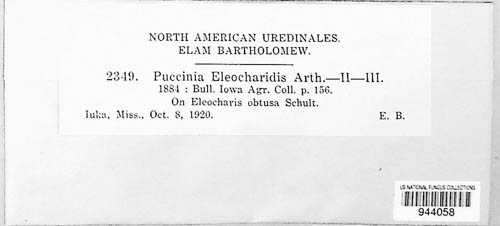 NORTH AMERICAN UREDINALES.
ELAM BARTHOLOMEW.
2349. Puccinia Eleocharidis Arth.—II—III.
1884 : Bull. Iowa Agr. Coll. p. 156.
On Eleocharis obtusa Schult.
Iuka, Miss., Oct. 8, 1920. E. B.
US NATIONAL FUNGUS COLLECTIONS
944058